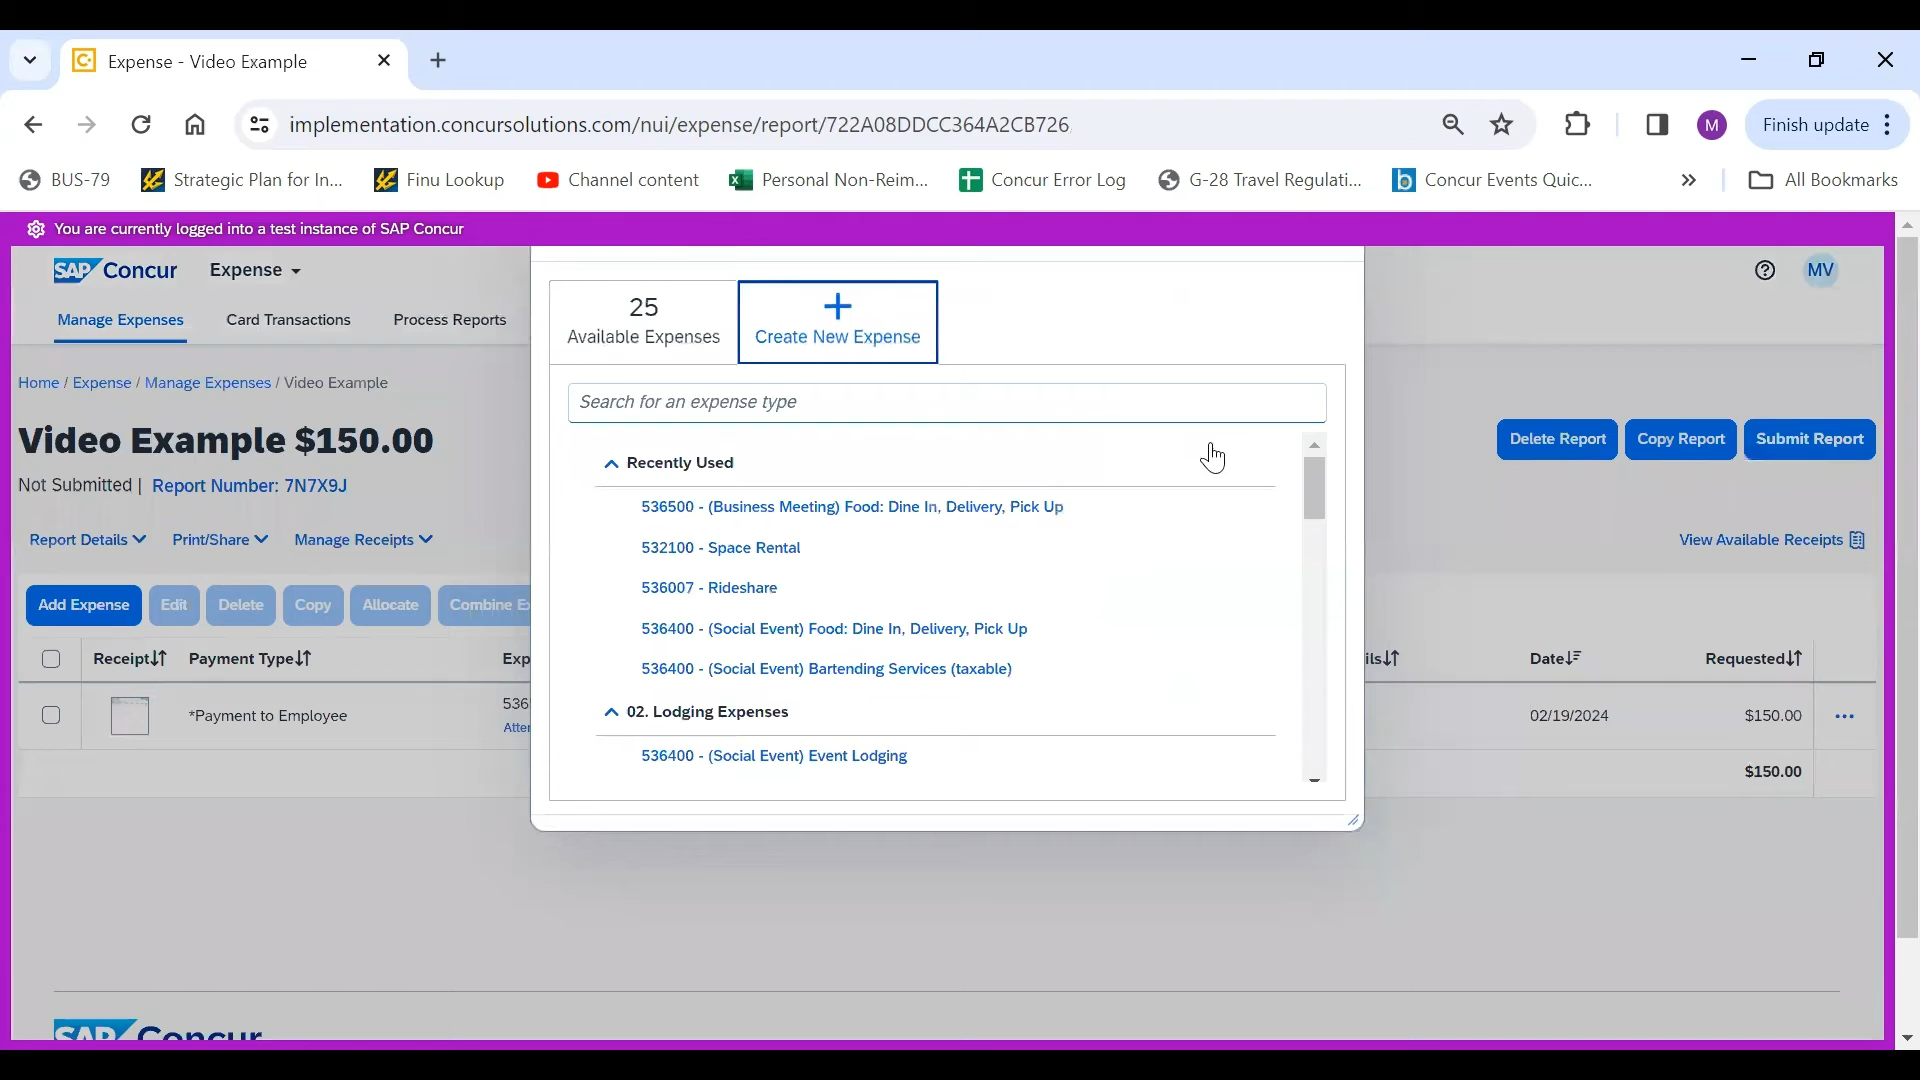 Expense - Video Example
implementation.concursolutions.com/nui/expense/report/722A08DDCC364A2CB726
M
Finish update
BUS-79
Strategic Plan for In...
Finu Lookup
Channel content
Personal Non-Reim...
Concur Error Log
G-28 Travel Regulati...
Concur Events Quic...
All Bookmarks
You are currently logged into a test instance of SAP Concur
SAP Concur
Expense
MV
Manage Expenses
Card Transactions
Process Reports
25
Available Expenses
Create New Expense
Home / Expense / Manage Expenses / Video Example
Search for an expense type
Video Example $150.00
Delete Report
Copy Report
Submit Report
Not Submitted | Report Number: 7N7X9J
Recently Used
536500 - (Business Meeting) Food: Dine In, Delivery, Pick Up
Report Details
Print/Share
Manage Receipts
532100 - Space Rental
View Available Receipts
536007 - Rideshare
Add Expense
Edit
Delete
Copy
Allocate
Combine Ex
536400 - (Social Event) Food: Dine In, Delivery, Pick Up
Receipt
Payment Type
Exp
536400 - (Social Event) Bartending Services (taxable)
ils
Date
Requested
*Payment to Employee
536
Atter
02. Lodging Expenses
02/19/2024
$150.00
536400 - (Social Event) Event Lodging
$150.00
SAP Concur